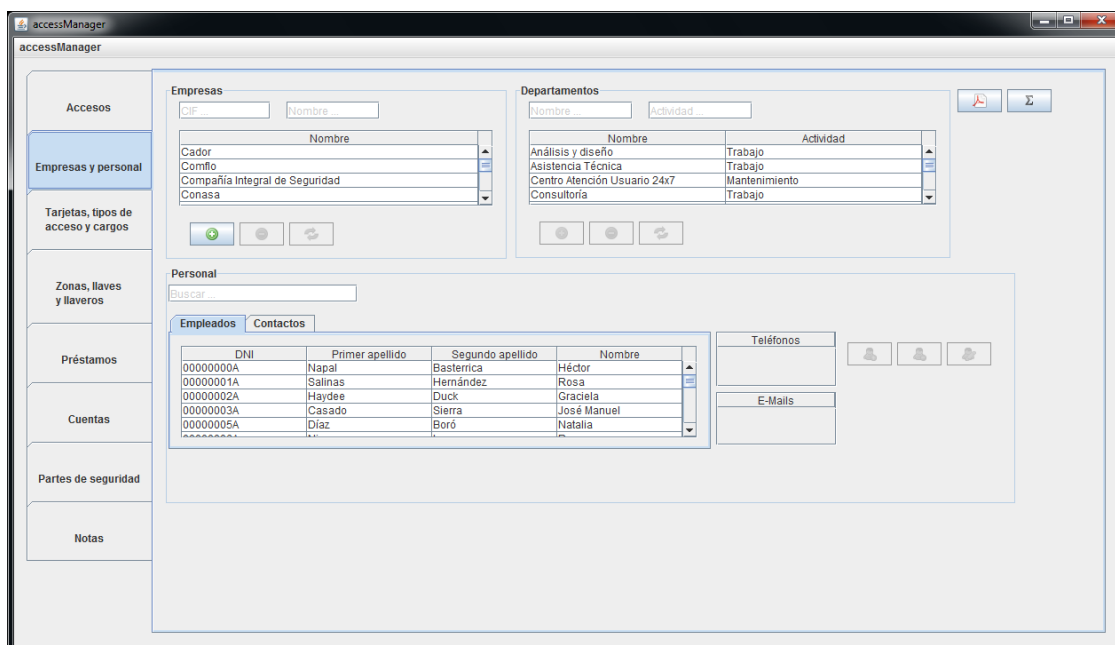 accessManager
accessManager
Accesos
Empresas y personal
Tarjetas, tipos de
acceso y cargos
Zonas, llaves
y llaveros
Préstamos
Cuentas
Partes de seguridad
Notas
Empresas
CIF ... Nombre ...
Nombre
Cador
Comflo
Compañía Integral de Seguridad
Conasa
Departamentos
Nombre ... Actividad ...
Nombre Actividad
Análisis y diseño Trabajo
Asistencia Técnica Trabajo
Centro Atención Usuario 24x7 Mantenimiento
Consultoría Trabajo
Σ
Personal
Buscar ...
Empleados Contactos
DNI Primer apellido Segundo apellido Nombre
00000000A Napal Basterrica Héctor
00000001A Salinas Hernández Rosa
00000002A Haydee Duck Graciela
00000003A Casado Sierra José Manuel
00000005A Díaz Boró Natalia
Teléfonos
E-Mails